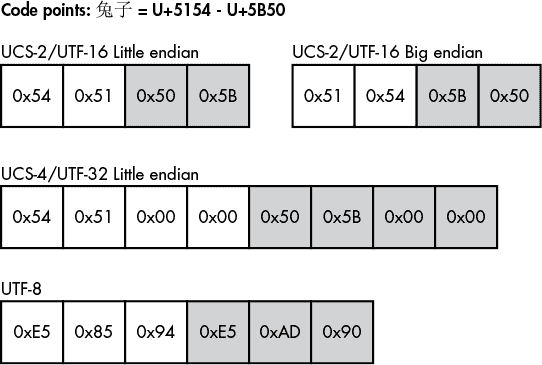 Code points: 兔子 = U+5154 - U+5B50
UCS-2/UTF-16 Little endian
0x54 0x51 0x50 0x5B
UCS-2/UTF-16 Big endian
0x51 0x54 0x5B 0x50
UCS-4/UTF-32 Little endian
0x54 0x51 0x00 0x00 0x50 0x5B 0x00 0x00
UTF-8
0xE5 0x85 0x94 0xE5 0xAD 0x90